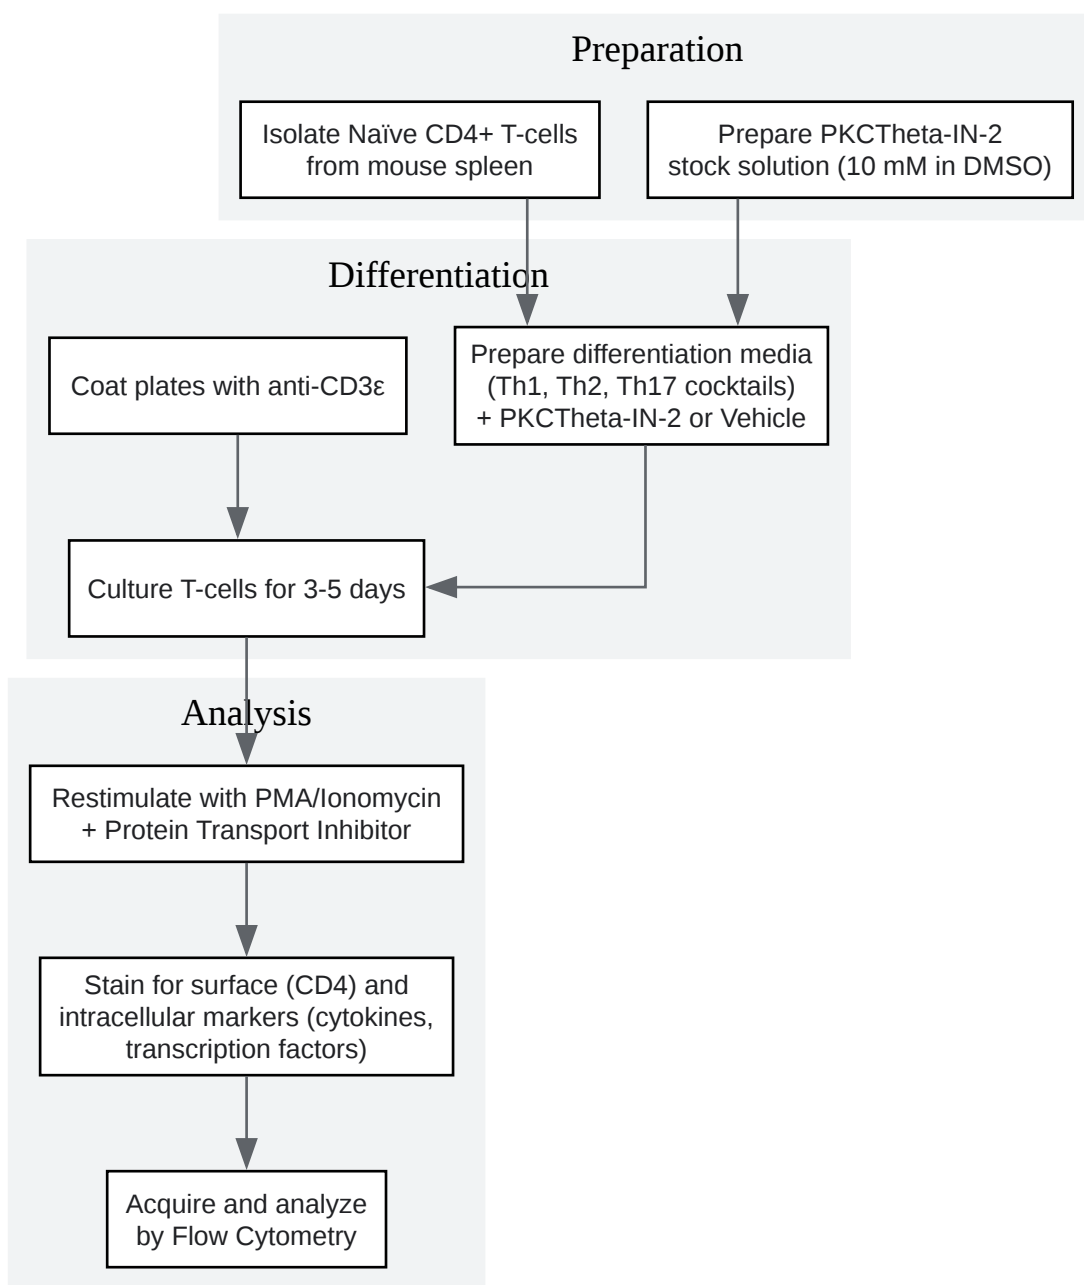 Preparation
Isolate Naïve CD4+ T-cells
from mouse spleen
Prepare PKCTheta-IN-2
stock solution (10 mM in DMSO)
Differentiation
Coat plates with anti-CD3ε
Prepare differentiation media
(Th1, Th2, Th17 cocktails)
+ PKCTheta-IN-2 or Vehicle
Culture T-cells for 3-5 days
Analysis
Restimulate with PMA/Ionomycin
+ Protein Transport Inhibitor
Stain for surface (CD4) and
intracellular markers (cytokines,
transcription factors)
Acquire and analyze
by Flow Cytometry